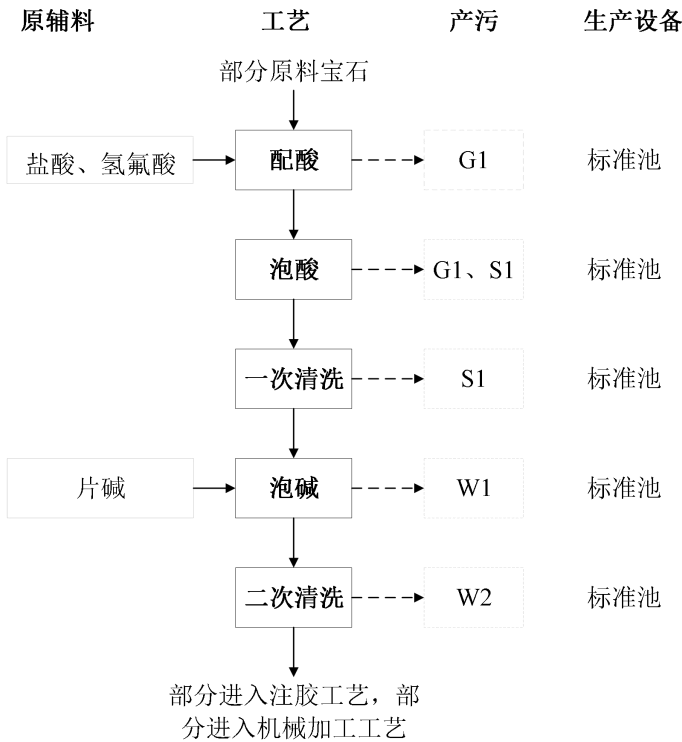 原辅料 工艺 产污 生产设备
部分原料宝石
盐酸、氢氟酸 配酸 G1 标准池
泡酸 G1、S1 标准池
一次清洗 S1 标准池
片碱 泡碱 W1 标准池
二次清洗 W2 标准池
部分进入注胶工艺，部
分进入机械加工工艺